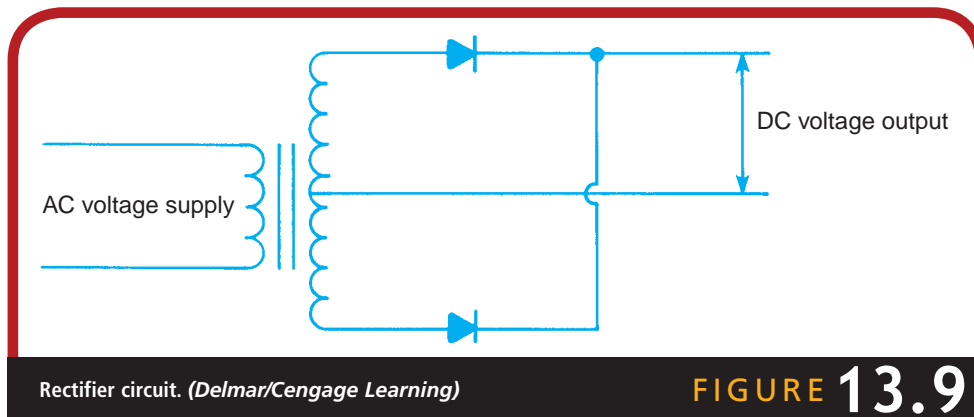 DC voltage output
AC voltage supply
Rectifier circuit. (Delmar/Cengage Learning)
FIGURE 13.9